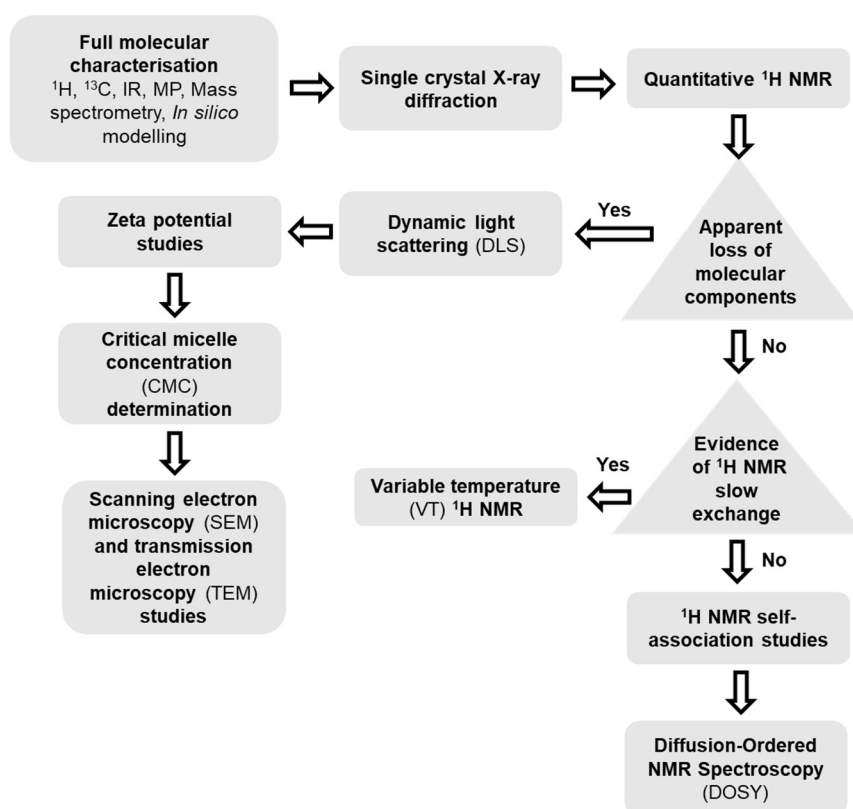 Full molecular
characterisation
¹H, ¹³C, IR, MP, Mass
spectrometry, In silico
modelling
Single crystal X-ray
diffraction
Quantitative ¹H NMR
Apparent
loss of
molecular
components
Yes
Dynamic light
scattering (DLS)
Zeta potential
studies
Critical micelle
concentration
(CMC)
determination
Scanning electron
microscopy (SEM)
and transmission
electron
microscopy (TEM)
studies
No
Evidence
of ¹H NMR
slow
exchange
Yes
Variable temperature
(VT) ¹H NMR
No
¹H NMR self-
association studies
Diffusion-Ordered
NMR Spectroscopy
(DOSY)